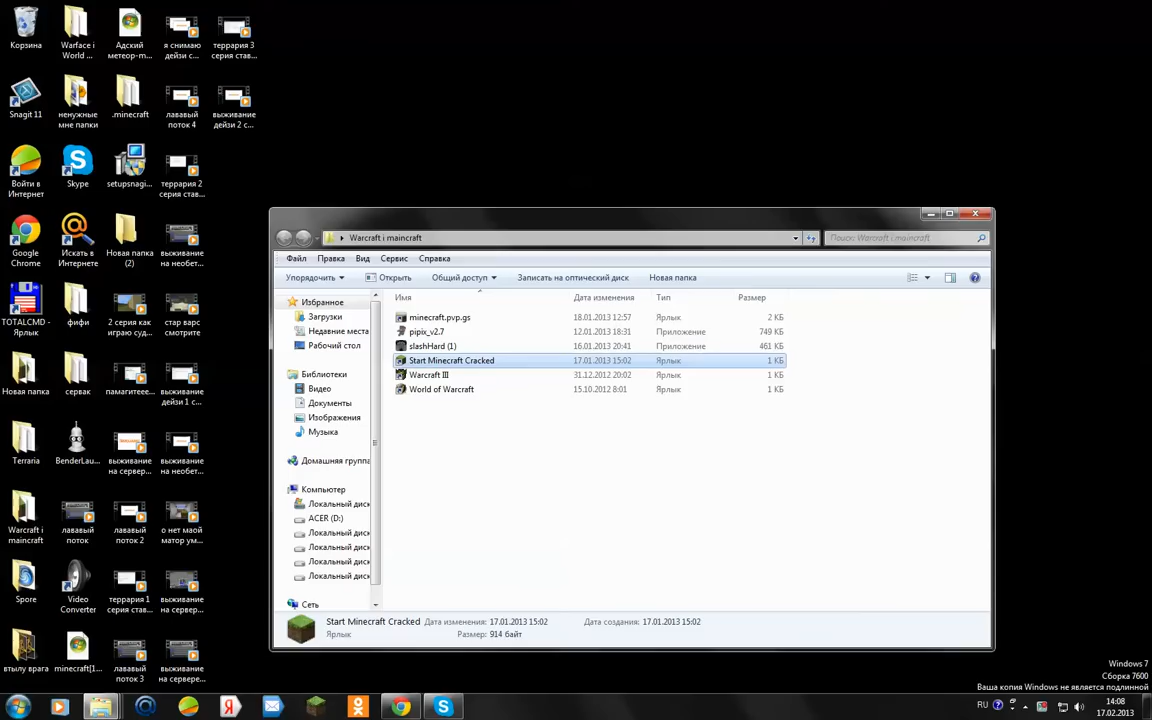 Корзина
Warface i
World ...
Адский
метеор-m...
я снимаю
дейзи с...
террария 3
серия став...
Snagit 11
ненужные
мне папки
.minecraft
лававый
поток 4
выживание
дейзи 2 с...
Войти в
Интернет
Skype
setupsnagi...
террария 2
серия став...
Google
Chrome
Искать в
Интернете
Новая папка
(2)
выживание
на необет...
TOTALCMD -
Ярлык
фифи
2 серия как
играю суд...
стар варс
смотрите
Новая папка
сервак
памагитеее...
выживание
дейзи 1 с...
Terraria
BenderLau...
выживание
на сервер...
выживание
на необет...
Warcraft i
maincraft
лававый
поток
лававый
поток 2
о нет маой
матор ум...
Spore
Video
Converter
террария 1
серия став...
выживание
на сервер...
втылу врага
minecraft[1...
лававый
поток 3
выживание
на сервере...
Warcraft i maincraft
Поиск: Warcraft i maincraft
Файл Правка Вид Сервис Справка
Упорядочить Открыть Общий доступ Записать на оптический диск Новая папка
Имя Дата изменения Тип Размер
minecraft.pvp.gs 18.01.2013 12:57 Ярлык 2 КБ
pipix_v2.7 12.01.2013 18:31 Приложение 749 КБ
slashHard (1) 16.01.2013 20:41 Приложение 461 КБ
Start Minecraft Cracked 17.01.2013 15:02 Ярлык 1 КБ
Warcraft III 31.12.2012 20:02 Ярлык 1 КБ
World of Warcraft 15.10.2012 8:01 Ярлык 1 КБ
Избранное
Загрузки
Недавние места
Рабочий стол
Библиотеки
Видео
Документы
Изображения
Музыка
Домашняя группа
Компьютер
Локальный диск
ACER (D:)
Локальный диск
Локальный диск
Локальный диск
Локальный диск
Сеть
Start Minecraft Cracked Дата изменения: 17.01.2013 15:02 Дата создания: 17.01.2013 15:02
Ярлык Размер: 914 байт
Windows 7
Сборка 7600
Ваша копия Windows не является подлинной
RU
14:08
17.02.2013